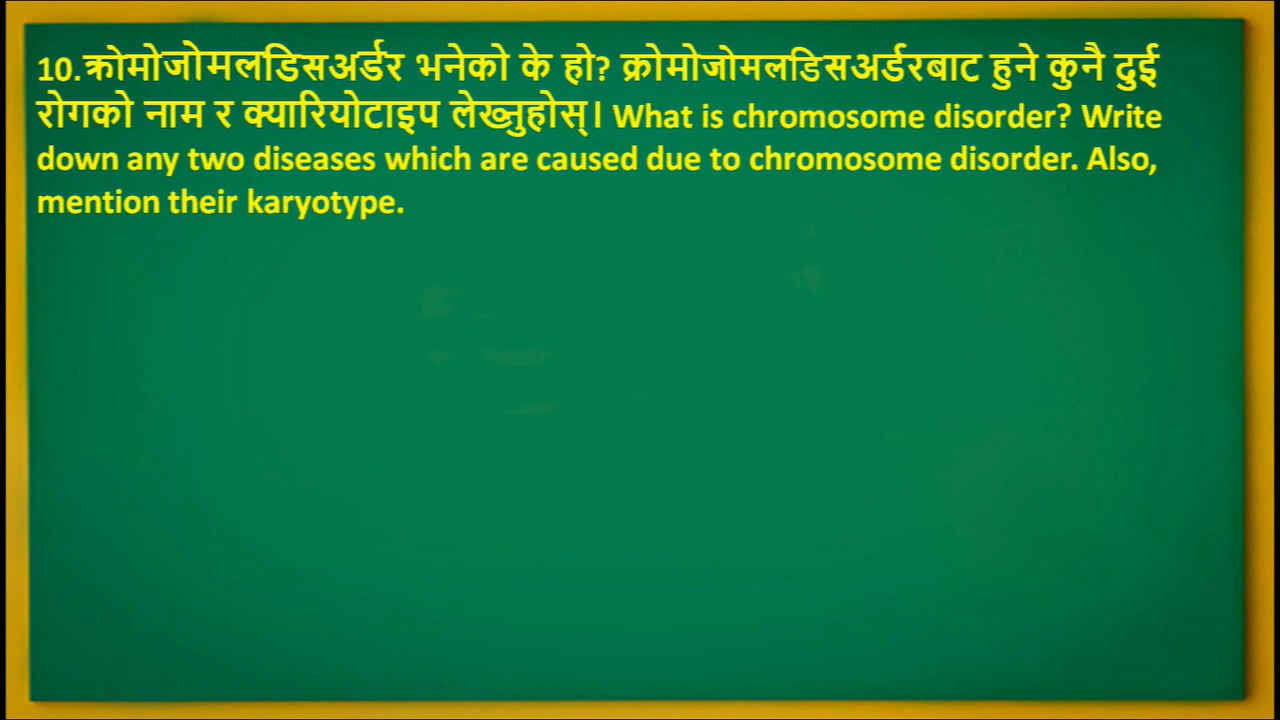 10.क्रोमोजोमलडिसअर्डर भनेको के हो? क्रोमोजोमलडिसअर्डरबाट हुने कुनै दुई
रोगको नाम र क्यारियोटाइप लेख्नुहोस्। What is chromosome disorder? Write
down any two diseases which are caused due to chromosome disorder. Also,
mention their karyotype.